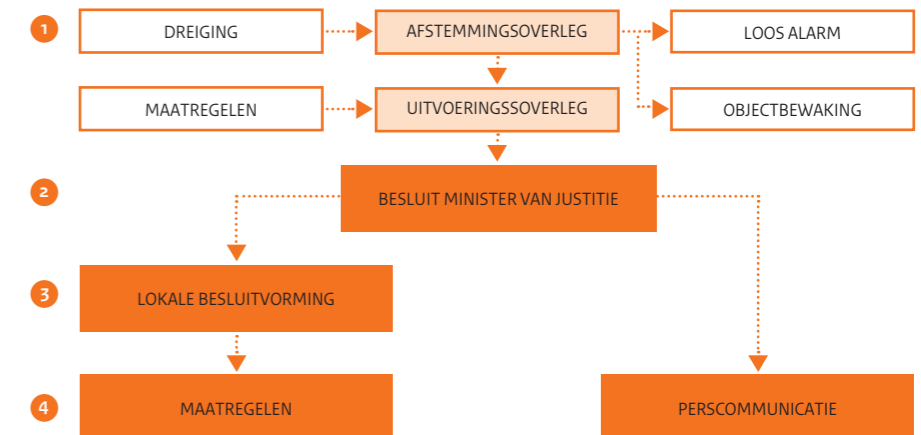 1
DREIGING
AFSTEMMINGSOVERLEG
LOOS ALARM
MAATREGELEN
UITVOERINGSSOVERLEG
OBJECTBEWAKING
2
BESLUIT MINISTER VAN JUSTITIE
3
LOKALE BESLUITVORMING
4
MAATREGELEN
PERSCOMMUNICATIE